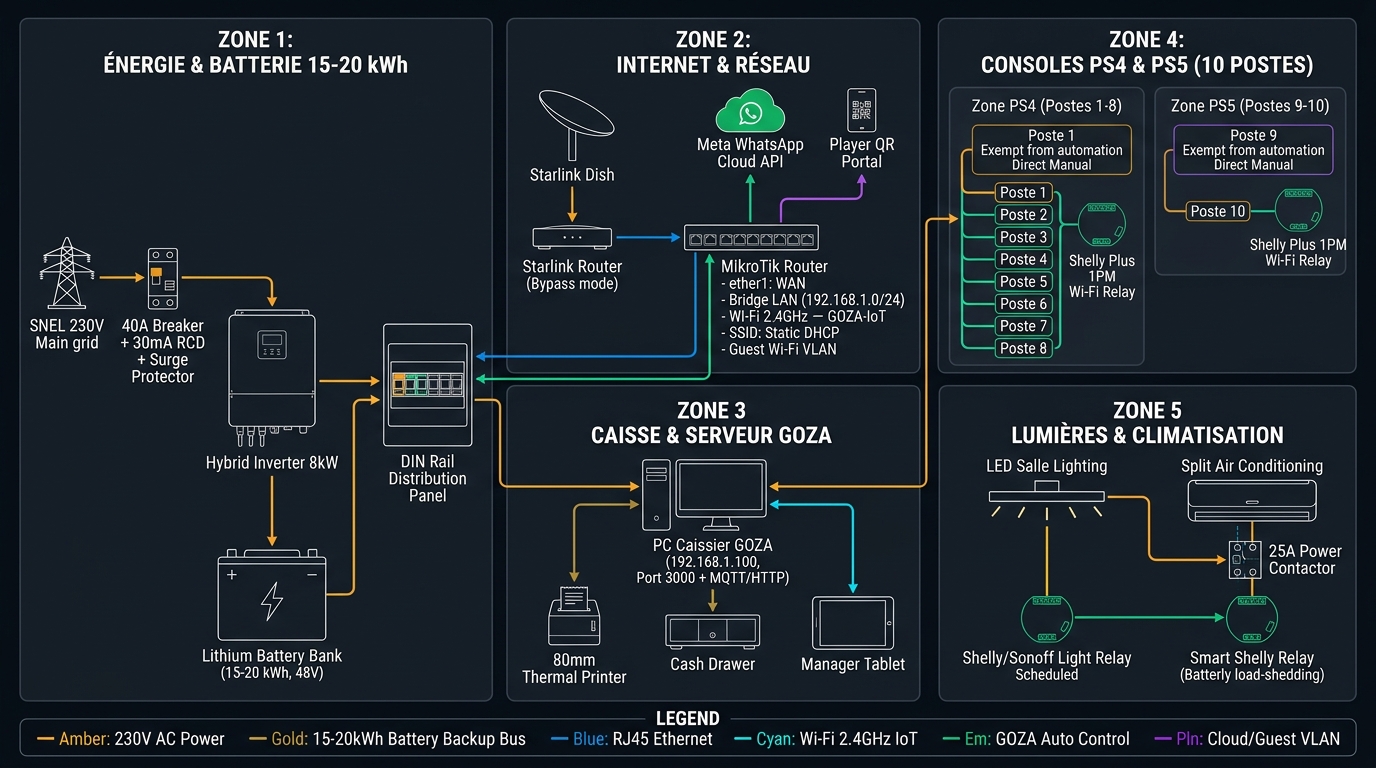 ZONE 1:
ÉNERGIE & BATTERIE 15-20 kWh
SNEL 230V
Main grid
40A Breaker
+ 30mA RCD
+ Surge
Protector
Hybrid Inverter 8kW
DIN Rail
Distribution
Panel
+
−
Lithium Battery Bank
(15-20 kWh, 48V)
ZONE 2:
INTERNET & RÉSEAU
Starlink Dish
Meta WhatsApp
Cloud API
Player QR
Portal
Starlink Router
(Bypass mode)
MikroTik Router
- ether1: WAN
- Bridge LAN (192.168.1.0/24)
- WI-Fi 2.4GHz — GOZA-IoT
- SSID: Static DHCP
- Guest Wi-Fi VLAN
ZONE 3
CAISSE & SERVEUR GOZA
PC Caissier GOZA
(192.168.1.100,
Port 3000 + MQTT/HTTP)
80mm
Thermal Printer
Cash Drawer
Manager Tablet
ZONE 4:
CONSOLES PS4 & PS5 (10 POSTES)
Zone PS4 (Postes 1-8)
Poste 1
Exempt from automation
Direct Manual
Poste 1
Poste 2
Poste 3
Poste 4
Poste 5
Poste 6
Poste 7
Poste 8
Shelly Plus
1PM
Wi-Fi Relay
Zone PS5 (Postes 9-10)
Poste 9
Exempt from automation
Direct Manual
Poste 10
Shelly Plus 1PM
Wi-Fi Relay
ZONE 5
LUMIÈRES & CLIMATISATION
LED Salle Lighting
Split Air Conditioning
25A Power
Contactor
Shelly/Sonoff Light Relay
Scheduled
Smart Shelly Relay
(Batterly load-shedding)
LEGEND
Amber: 230V AC Power
Gold: 15-20kWh Battery Backup Bus
Blue: RJ45 Ethernet
Cyan: Wi-Fi 2.4GHz IoT
Em: GOZA Auto Control
Pln: Cloud/Guest VLAN